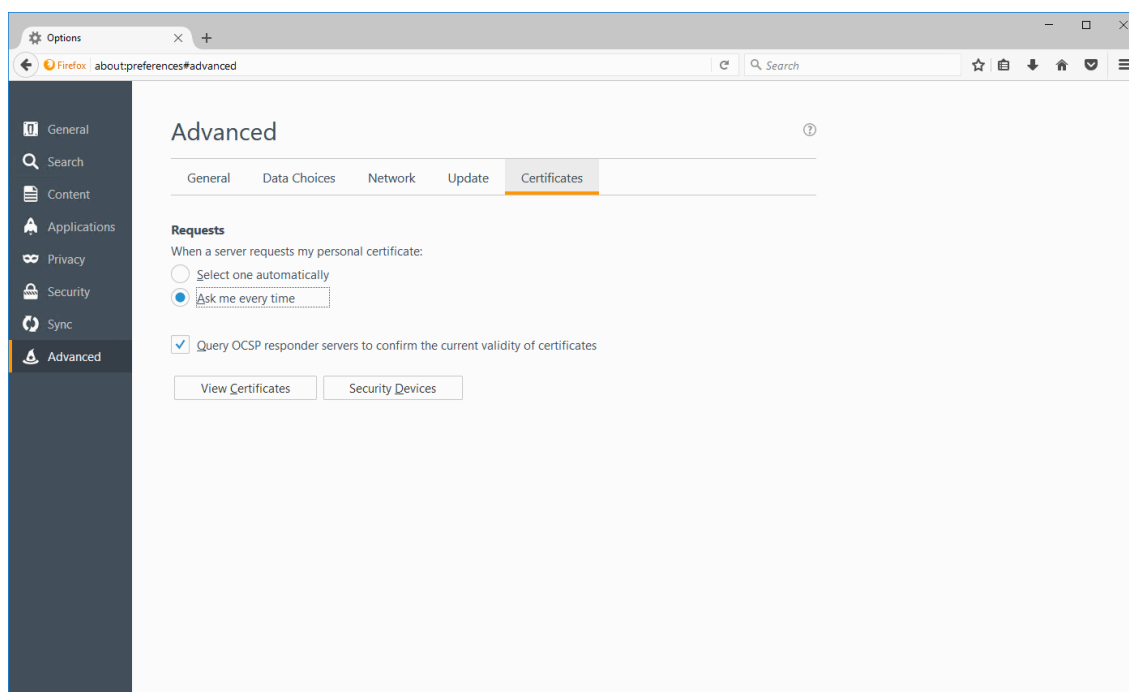 Options
Firefox about:preferences#advanced
Search
General
Search
Content
Applications
Privacy
Security
Sync
Advanced
Advanced
General Data Choices Network Update Certificates
Requests
When a server requests my personal certificate:
Select one automatically
Ask me every time
Query OCSP responder servers to confirm the current validity of certificates
View Certificates Security Devices